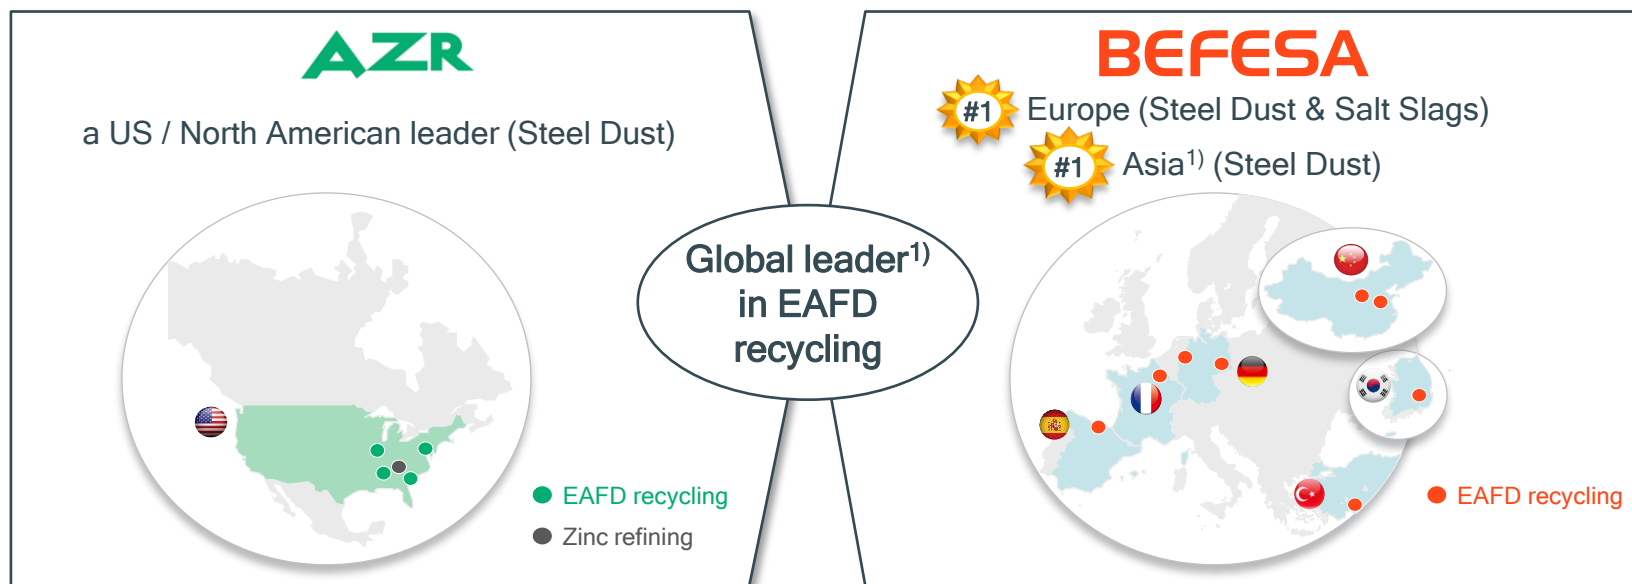 AZR
a US / North American leader (Steel Dust)
EAFD recycling
Zinc refining
Global leader1)
in EAFD
recycling
BEFESA
#1 Europe (Steel Dust & Salt Slags)
#1 Asia1) (Steel Dust)
EAFD recycling